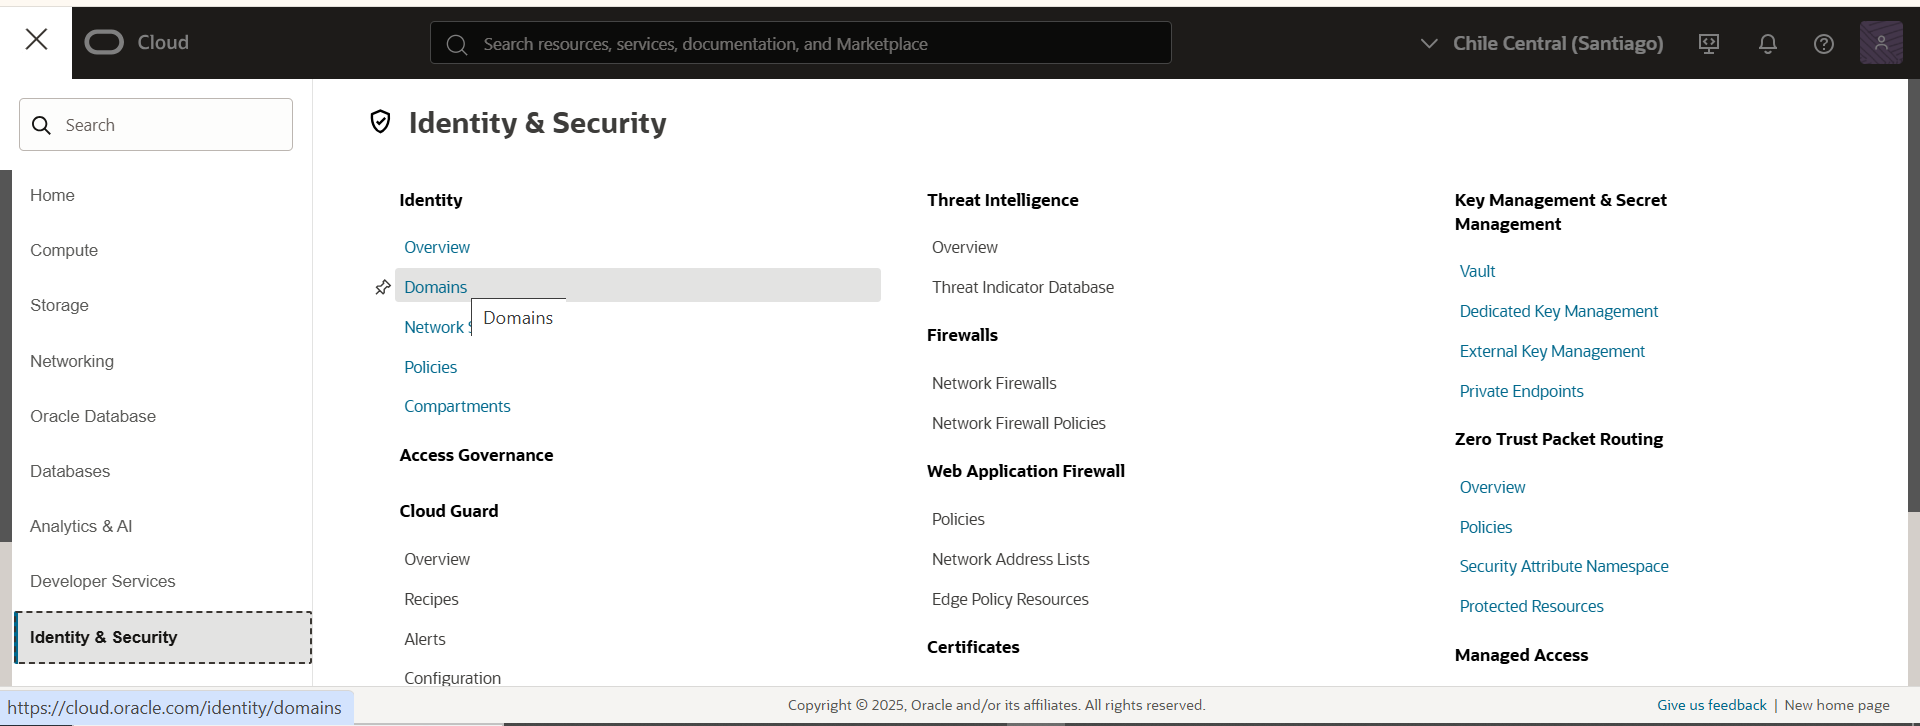 Cloud
Search resources, services, documentation, and Marketplace
Chile Central (Santiago)
Search
Home
Compute
Storage
Networking
Oracle Database
Databases
Analytics & AI
Developer Services
Identity & Security
Identity & Security
Identity
Overview
Domains
Domains
Network S
Policies
Compartments
Access Governance
Cloud Guard
Overview
Recipes
Alerts
Configuration
Threat Intelligence
Overview
Threat Indicator Database
Firewalls
Network Firewalls
Network Firewall Policies
Web Application Firewall
Policies
Network Address Lists
Edge Policy Resources
Certificates
Key Management & Secret
Management
Vault
Dedicated Key Management
External Key Management
Private Endpoints
Zero Trust Packet Routing
Overview
Policies
Security Attribute Namespace
Protected Resources
Managed Access
https://cloud.oracle.com/identity/domains
Copyright © 2025, Oracle and/or its affiliates. All rights reserved.
Give us feedback | New home page